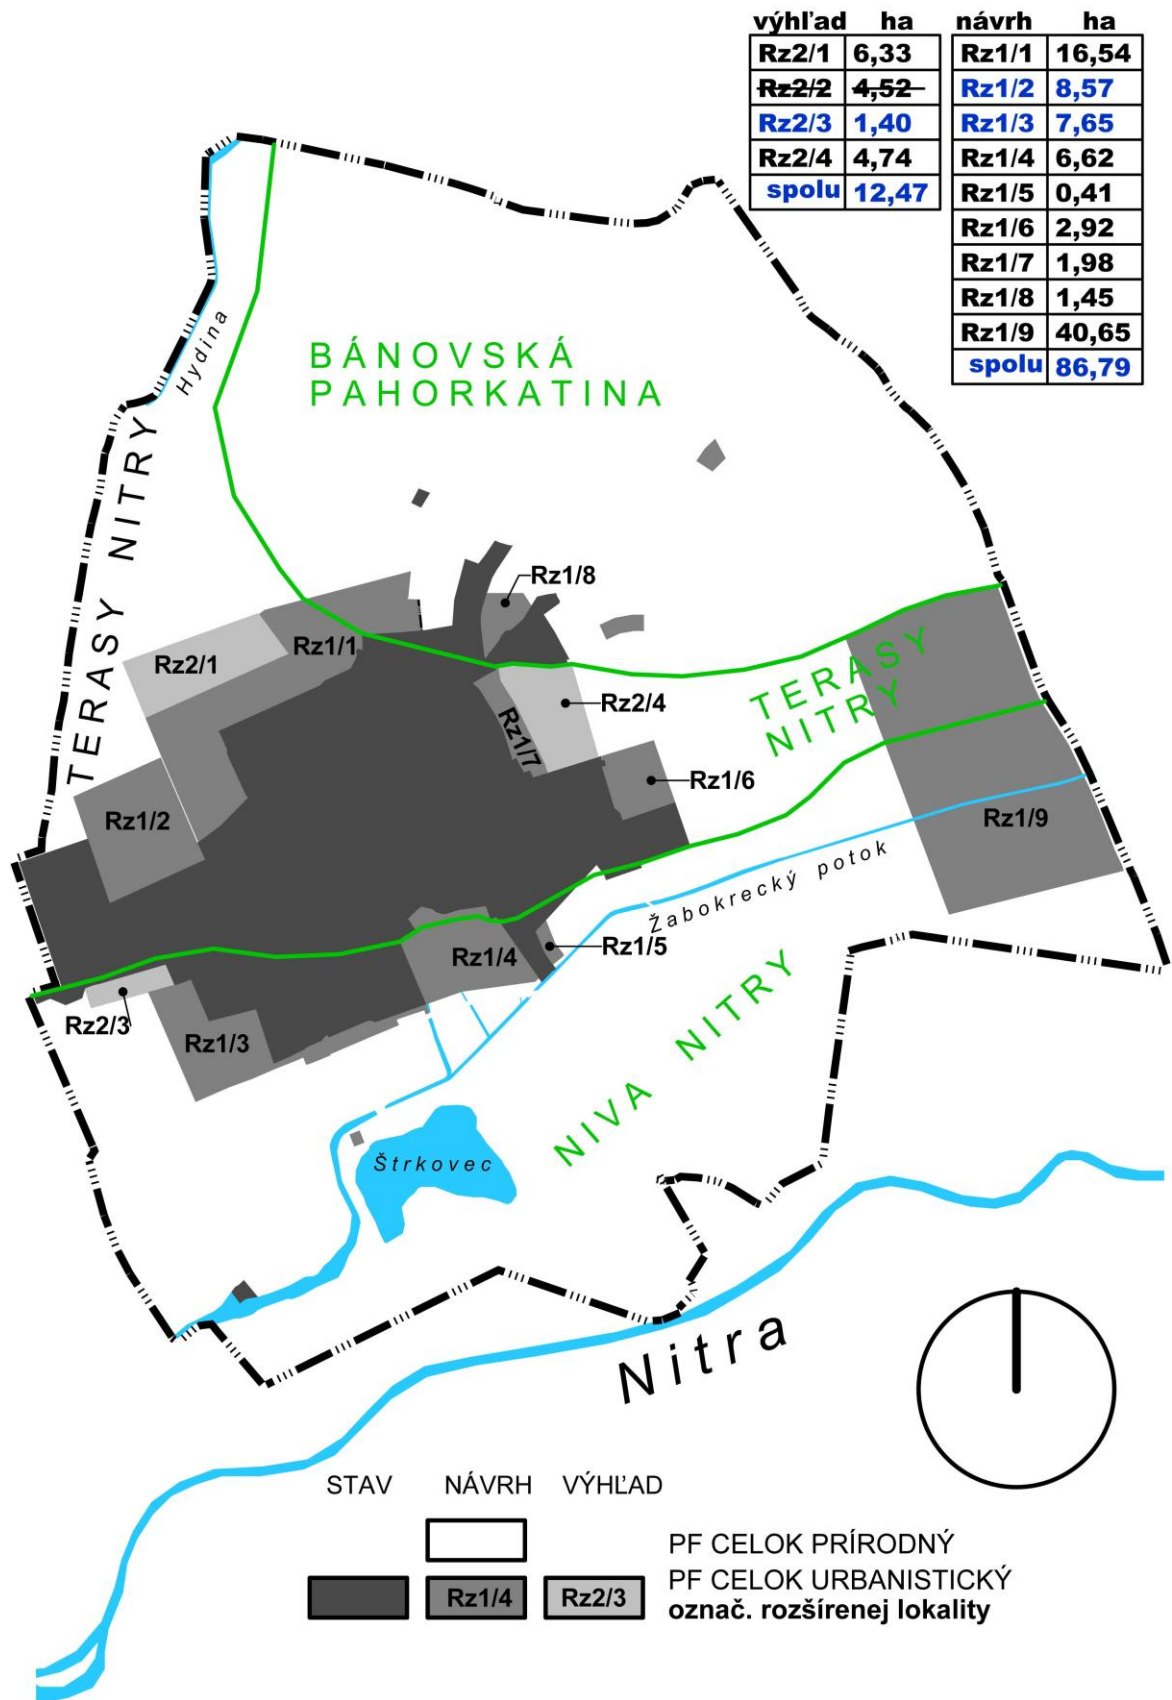 výhľad ha
Rz2/1 6,33
Rz2/2 4,52
Rz2/3 1,40
Rz2/4 4,74
spolu 12,47
návrh ha
Rz1/1 16,54
Rz1/2 8,57
Rz1/3 7,65
Rz1/4 6,62
Rz1/5 0,41
Rz1/6 2,92
Rz1/7 1,98
Rz1/8 1,45
Rz1/9 40,65
spolu 86,79
Hydina
BÁNOVSKÁ
PAHORKATINA
TERASY NITRY
Rz1/8
Rz1/1
Rz2/1
TERASY
NITRY
Rz2/4
Rz1/7
Rz1/6
Rz1/2
Rz1/9
Žabokrecký potok
Rz1/5
Rz1/4
Rz2/3
Rz1/3
NIVA NITRY
Štrkovec
Nitra
STAV NÁVRH VÝHĽAD
PF CELOK PRÍRODNÝ
PF CELOK URBANISTICKÝ
Rz1/4 Rz2/3 označ. rozšírenej lokality